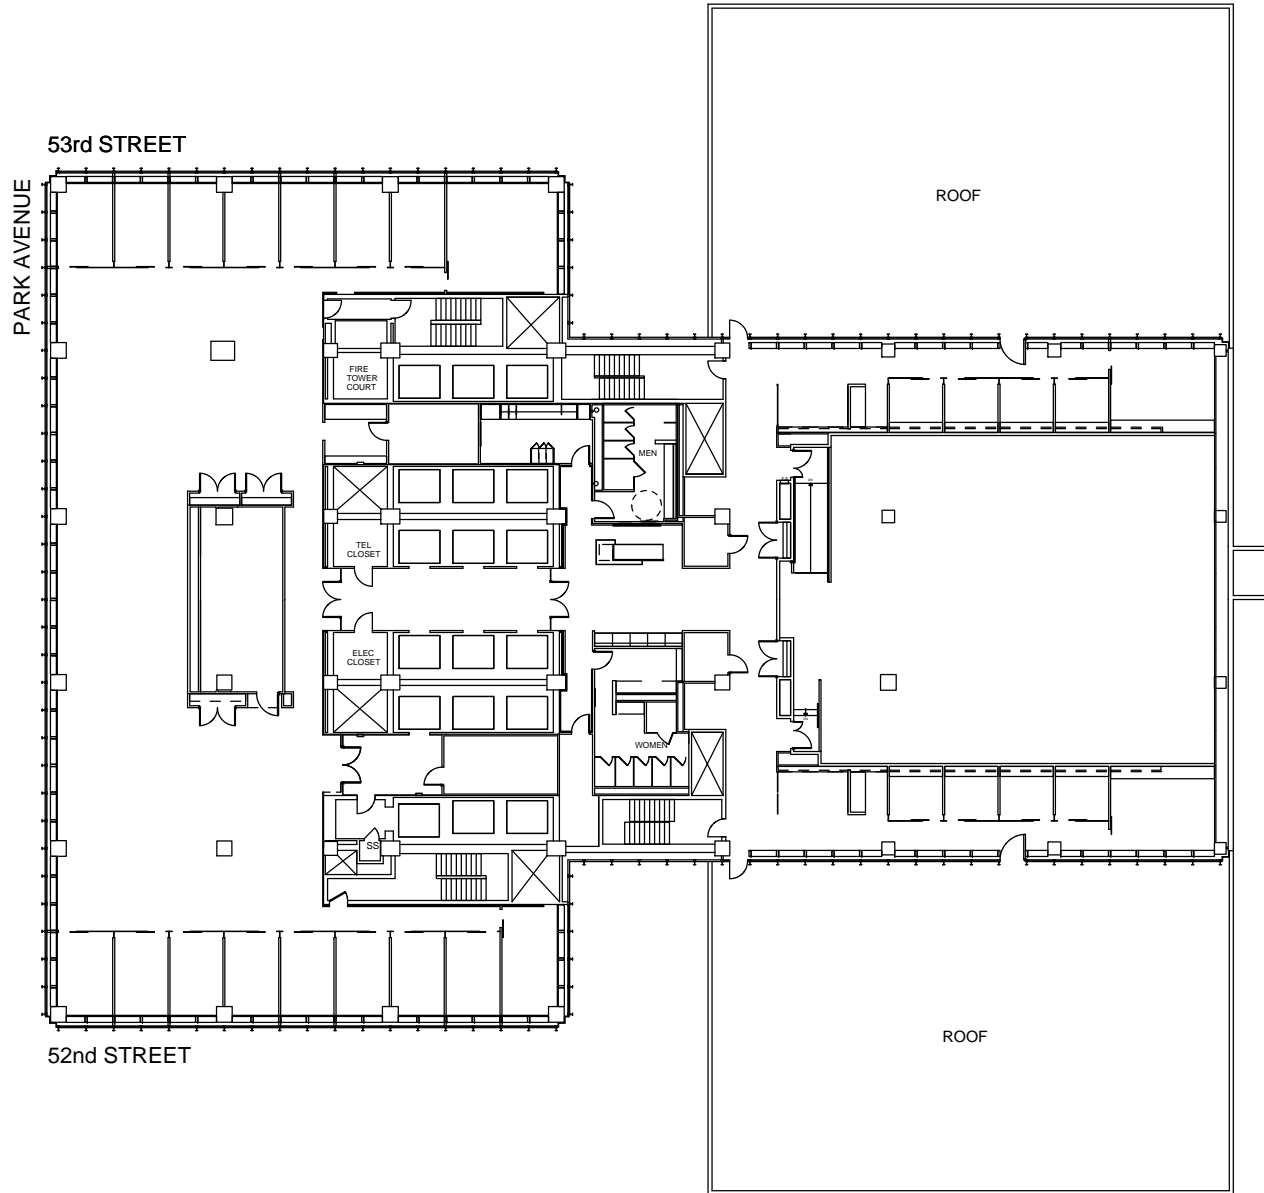 53rd STREET
PARK AVENUE
ROOF
FIRE
TOWER
COURT
MEN
TEL
CLOSET
ELEC
CLOSET
WOMEN
SS
ROOF
52nd STREET